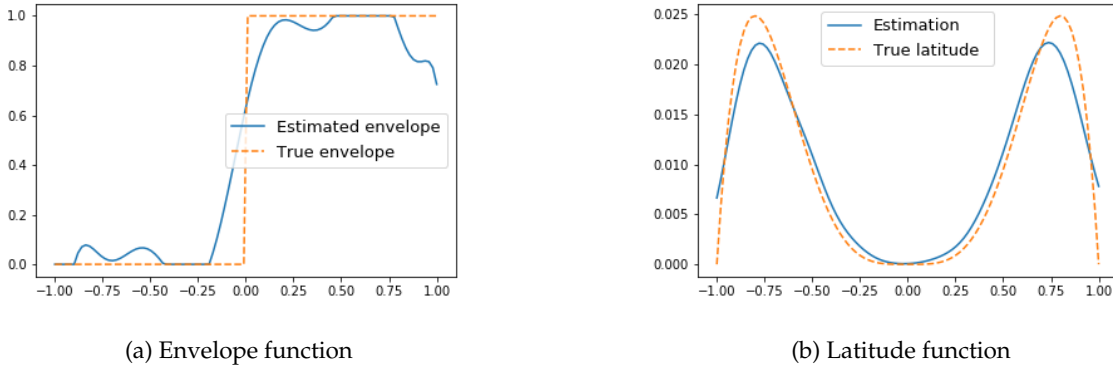 1.0
0.8
0.6
0.4
0.2
0.0
−1.00 −0.75 −0.50 −0.25 0.00 0.25 0.50 0.75 1.00
Estimated envelope
True envelope
(a) Envelope function
0.025
0.020
0.015
0.010
0.005
0.000
−1.00 −0.75 −0.50 −0.25 0.00 0.25 0.50 0.75 1.00
Estimation
True latitude
(b) Latitude function